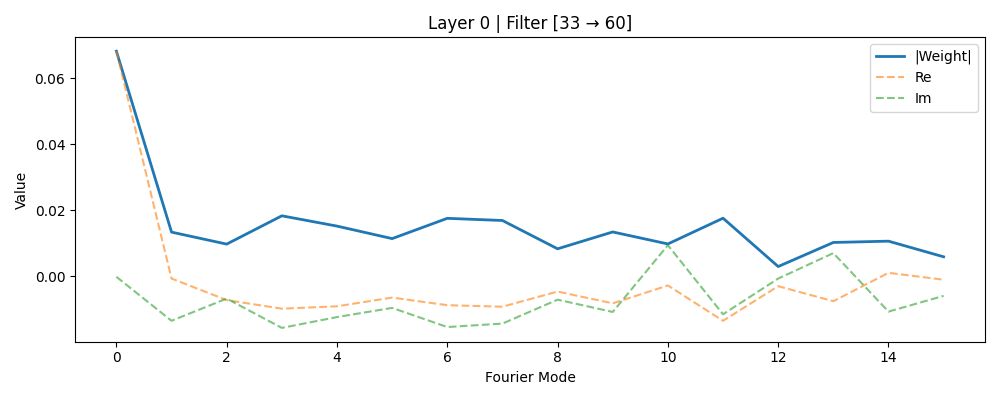 Layer 0 | Filter [33 → 60]
|Weight|
Re
Im
Value
0.06
0.04
0.02
0.00
0 2 4 6 8 10 12 14
Fourier Mode